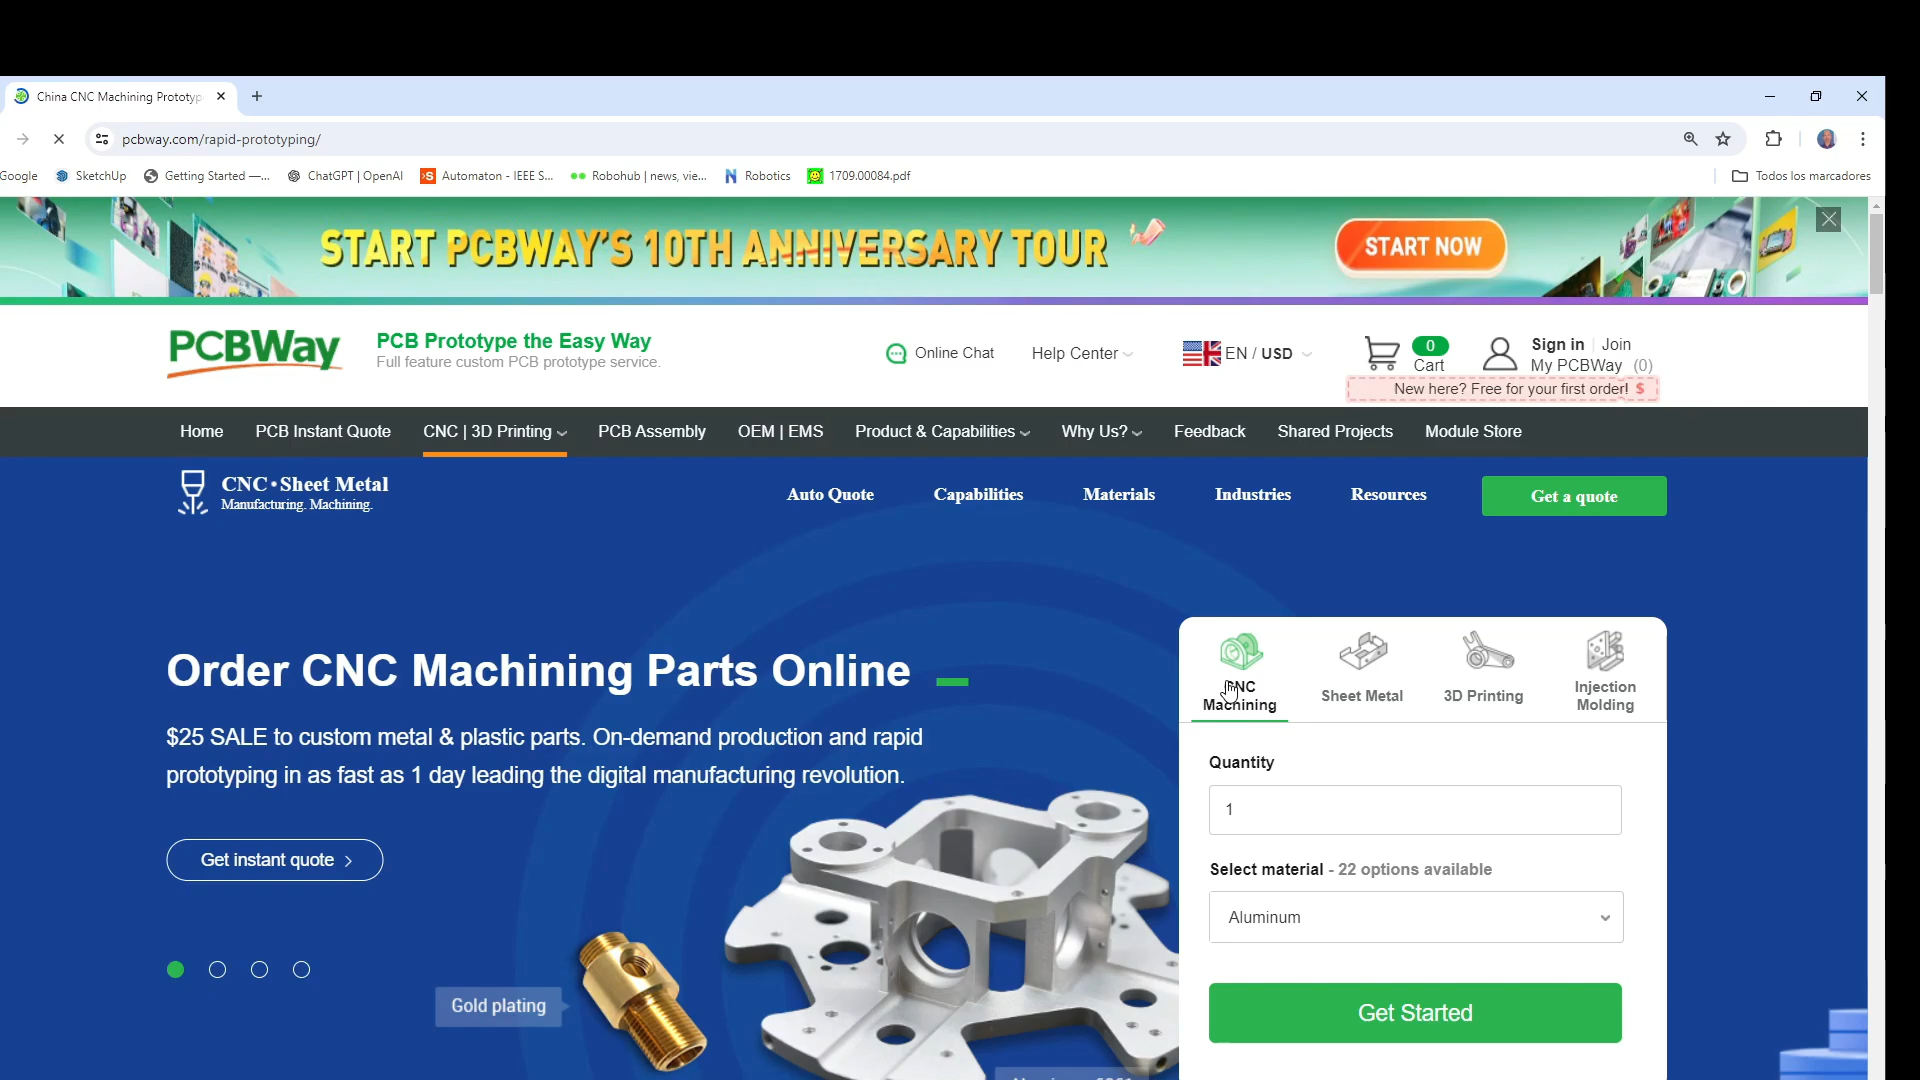 China CNC Machining Prototyp
pcbway.com/rapid-prototyping/
Google SketchUp Getting Started —... ChatGPT | OpenAI Automaton - IEEE S... Robohub | news, vie... Robotics 1709.00084.pdf Todos los marcadores
START PCBWAY'S 10TH ANNIVERSARY TOUR START NOW
PCBWay
PCB Prototype the Easy Way
Full feature custom PCB prototype service.
Online Chat Help Center EN / USD 0 Cart
Sign in Join
My PCBWay (0)
New here? Free for your first order! $
Home PCB Instant Quote CNC | 3D Printing PCB Assembly OEM | EMS Product & Capabilities Why Us? Feedback Shared Projects Module Store
CNC•Sheet Metal
Manufacturing. Machining.
Auto Quote Capabilities Materials Industries Resources Get a quote
Order CNC Machining Parts Online
$25 SALE to custom metal & plastic parts. On-demand production and rapid
prototyping in as fast as 1 day leading the digital manufacturing revolution.
Get instant quote >
Gold plating
CNC
Machining
Sheet Metal
3D Printing
Injection
Molding
Quantity
1
Select material - 22 options available
Aluminum
Get Started